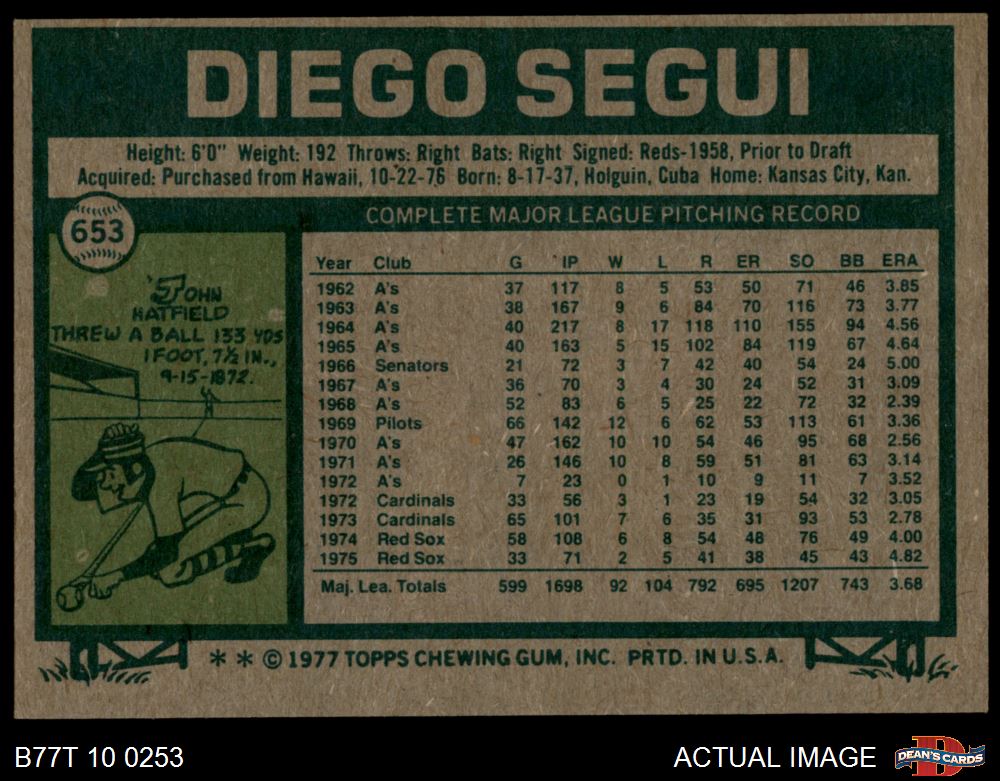 DIEGO SEGUI
Height: 6'0" Weight: 192 Throws: Right Bats: Right Signed: Reds-1958, Prior to Draft
Acquired: Purchased from Hawaii, 10-22-76 Born: 8-17-37, Holguin, Cuba Home: Kansas City, Kan.
653
JOHN
HATFIELD
THREW A BALL 133 YDS
1 FOOT, 7½ IN.,
9-15-1872.
COMPLETE MAJOR LEAGUE PITCHING RECORD
Year Club G IP W L R ER SO BB ERA
1962 A's 37 117 8 5 53 50 71 46 3.85
1963 A's 38 167 9 6 84 70 116 73 3.77
1964 A's 40 217 8 17 118 110 155 94 4.56
1965 A's 40 163 5 15 102 84 119 67 4.64
1966 Senators 21 72 3 7 42 40 54 24 5.00
1967 A's 36 70 3 4 30 24 52 31 3.09
1968 A's 52 83 6 5 25 22 72 32 2.39
1969 Pilots 66 142 12 6 62 53 113 61 3.36
1970 A's 47 162 10 10 54 46 95 68 2.56
1971 A's 26 146 10 8 59 51 81 63 3.14
1972 A's 7 23 0 1 10 9 11 7 3.52
1972 Cardinals 33 56 3 1 23 19 54 32 3.05
1973 Cardinals 65 101 7 6 35 31 93 53 2.78
1974 Red Sox 58 108 6 8 54 48 76 49 4.00
1975 Red Sox 33 71 2 5 41 38 45 43 4.82
Maj. Lea. Totals 599 1698 92 104 792 695 1207 743 3.68
* * © 1977 TOPPS CHEWING GUM, INC. PRTD. IN U.S.A.
B77T 10 0253
ACTUAL IMAGE
D
DEAN'S CARDS